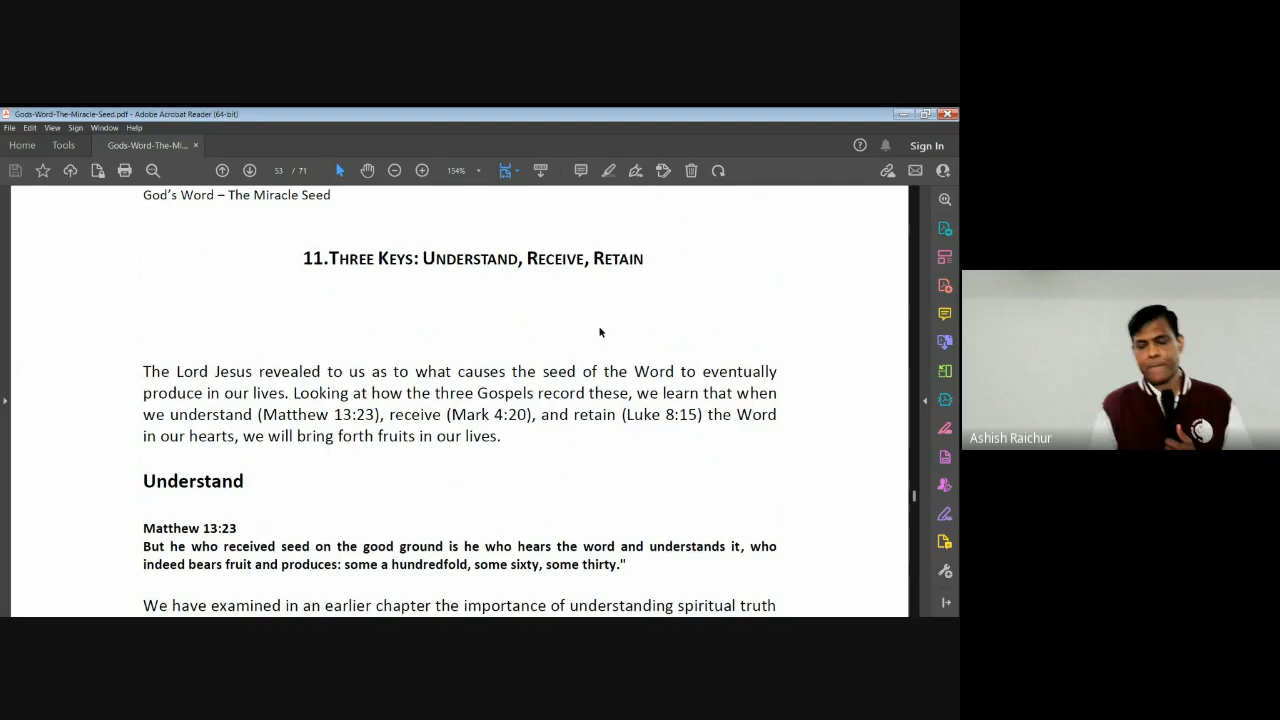 Gods-Word-The-Miracle-Seed.pdf - Adobe Acrobat Reader (64-bit)
File Edit View Sign Window Help
Home Tools Gods-Word-The-Mi... × Sign In
53 / 71 154%
God's Word – The Miracle Seed
11.THREE KEYS: UNDERSTAND, RECEIVE, RETAIN
The Lord Jesus revealed to us as to what causes the seed of the Word to eventually
produce in our lives. Looking at how the three Gospels record these, we learn that when
we understand (Matthew 13:23), receive (Mark 4:20), and retain (Luke 8:15) the Word
in our hearts, we will bring forth fruits in our lives.
Understand
Matthew 13:23
But he who received seed on the good ground is he who hears the word and understands it, who
indeed bears fruit and produces: some a hundredfold, some sixty, some thirty."
We have examined in an earlier chapter the importance of understanding spiritual truth
Ashish Raichur